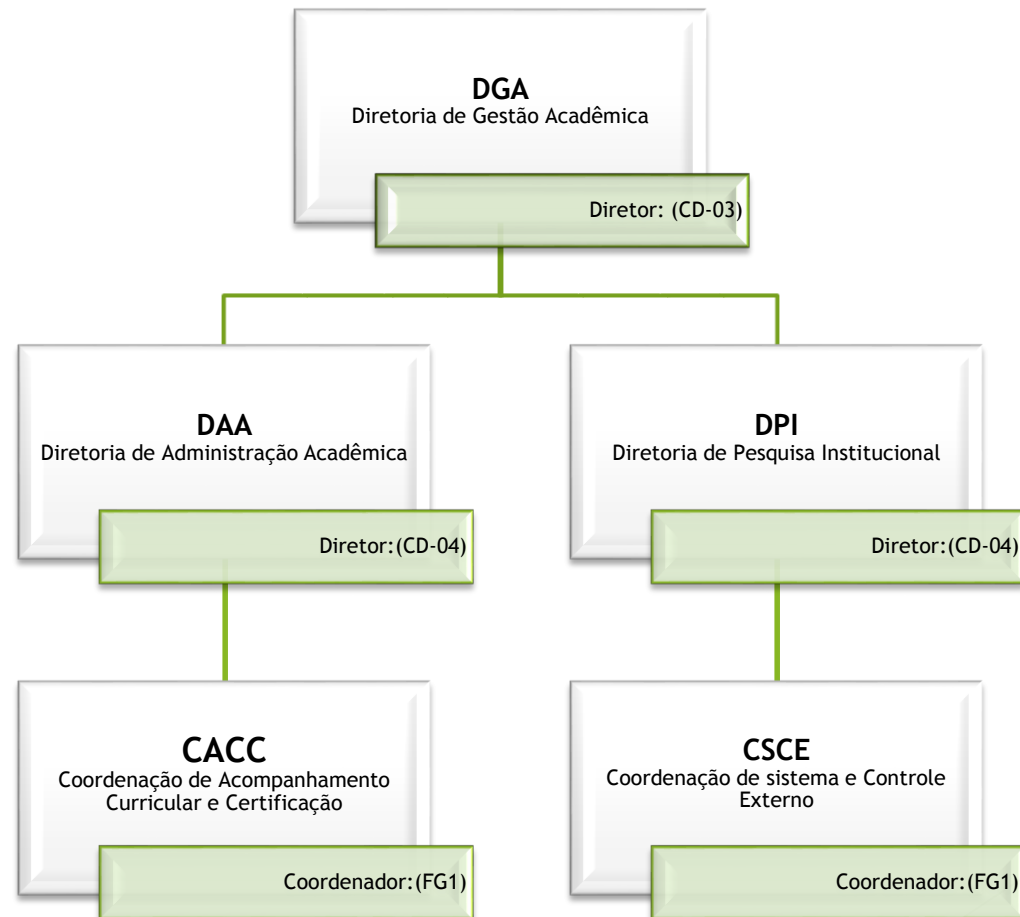 DGA
Diretoria de Gestão Acadêmica
Diretor: (CD-03)
DAA
Diretoria de Administração Acadêmica
Diretor:(CD-04)
DPI
Diretoria de Pesquisa Institucional
Diretor:(CD-04)
CACC
Coordenação de Acompanhamento
Curricular e Certificação
Coordenador:(FG1)
CSCE
Coordenação de sistema e Controle
Externo
Coordenador:(FG1)